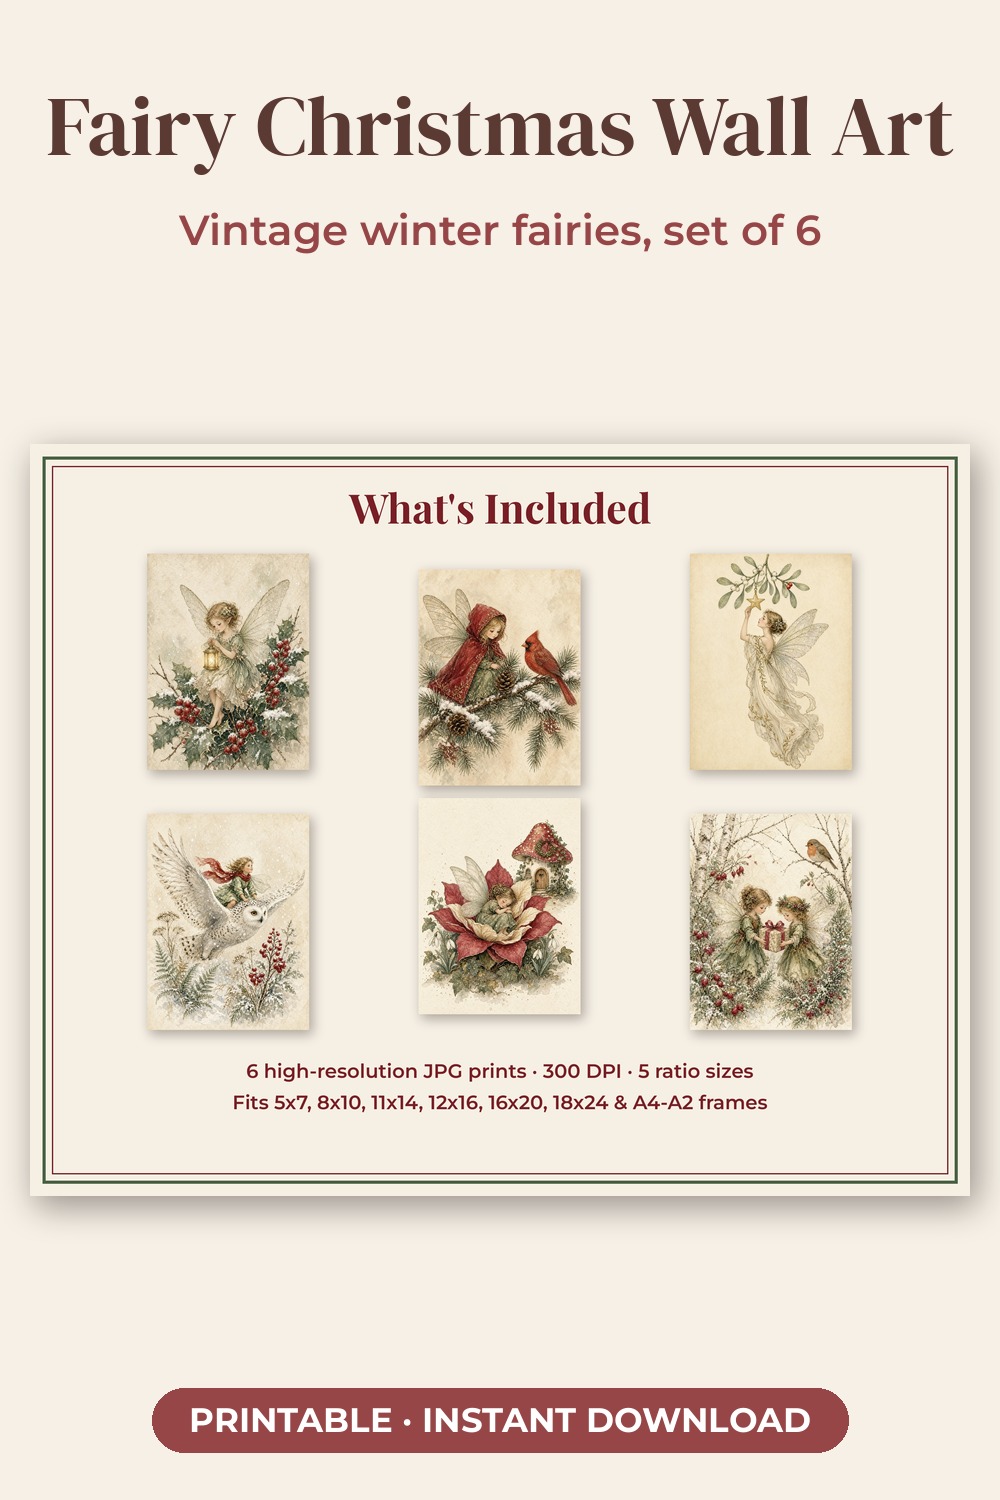 Fairy Christmas Wall Art
Vintage winter fairies, set of 6
What's Included
6 high-resolution JPG prints · 300 DPI · 5 ratio sizes
Fits 5x7, 8x10, 11x14, 12x16, 16x20, 18x24 & A4-A2 frames
PRINTABLE · INSTANT DOWNLOAD